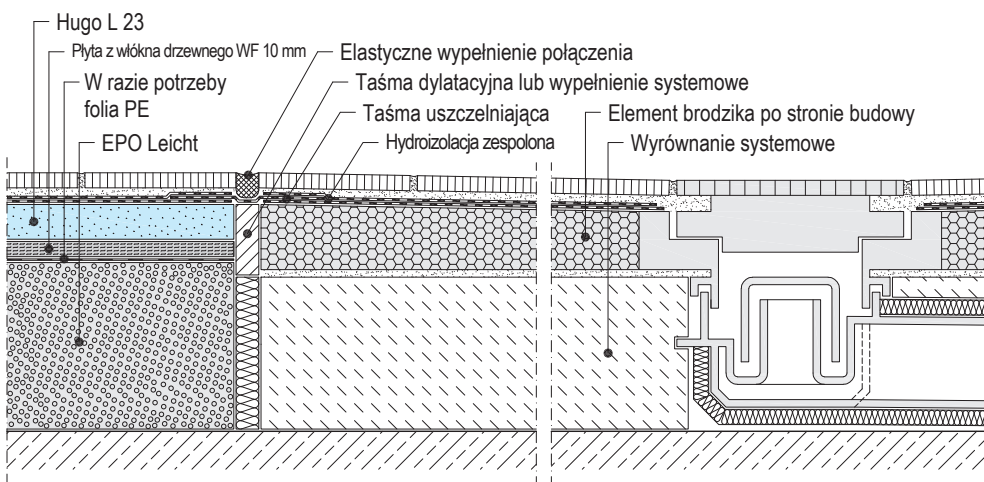 Hugo L 23
Płyta z włókna drzewnego WF 10 mm
W razie potrzeby
folia PE
EPO Leicht
Elastyczne wypełnienie połączenia
Taśma dylatacyjna lub wypełnienie systemowe
Taśma uszczelniająca
Hydroizolacja zespolona
Element brodzika po stronie budowy
Wyrównanie systemowe